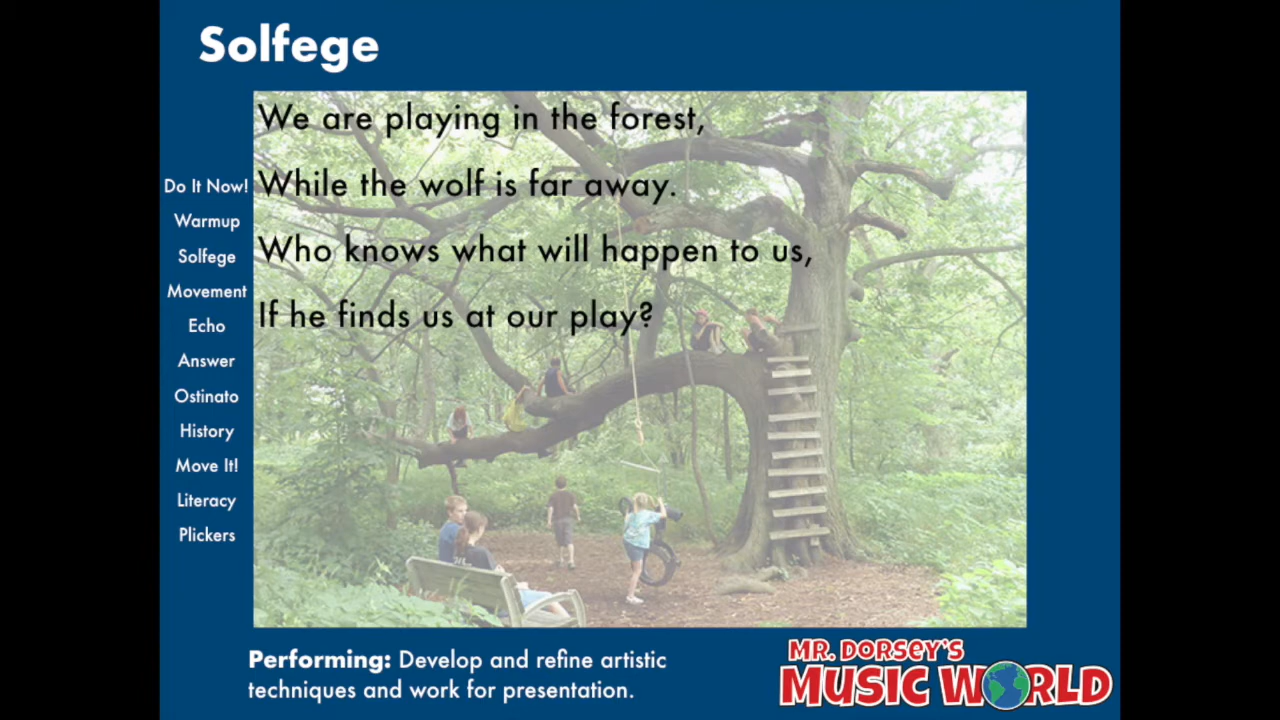 Solfege
We are playing in the forest,
While the wolf is far away.
Who knows what will happen to us,
If he finds us at our play?
Do It Now!
Warmup
Solfege
Movement
Echo
Answer
Ostinato
History
Move It!
Literacy
Plickers
Performing: Develop and refine artistic
techniques and work for presentation.
MR. DORSEY'S
MUSIC WORLD